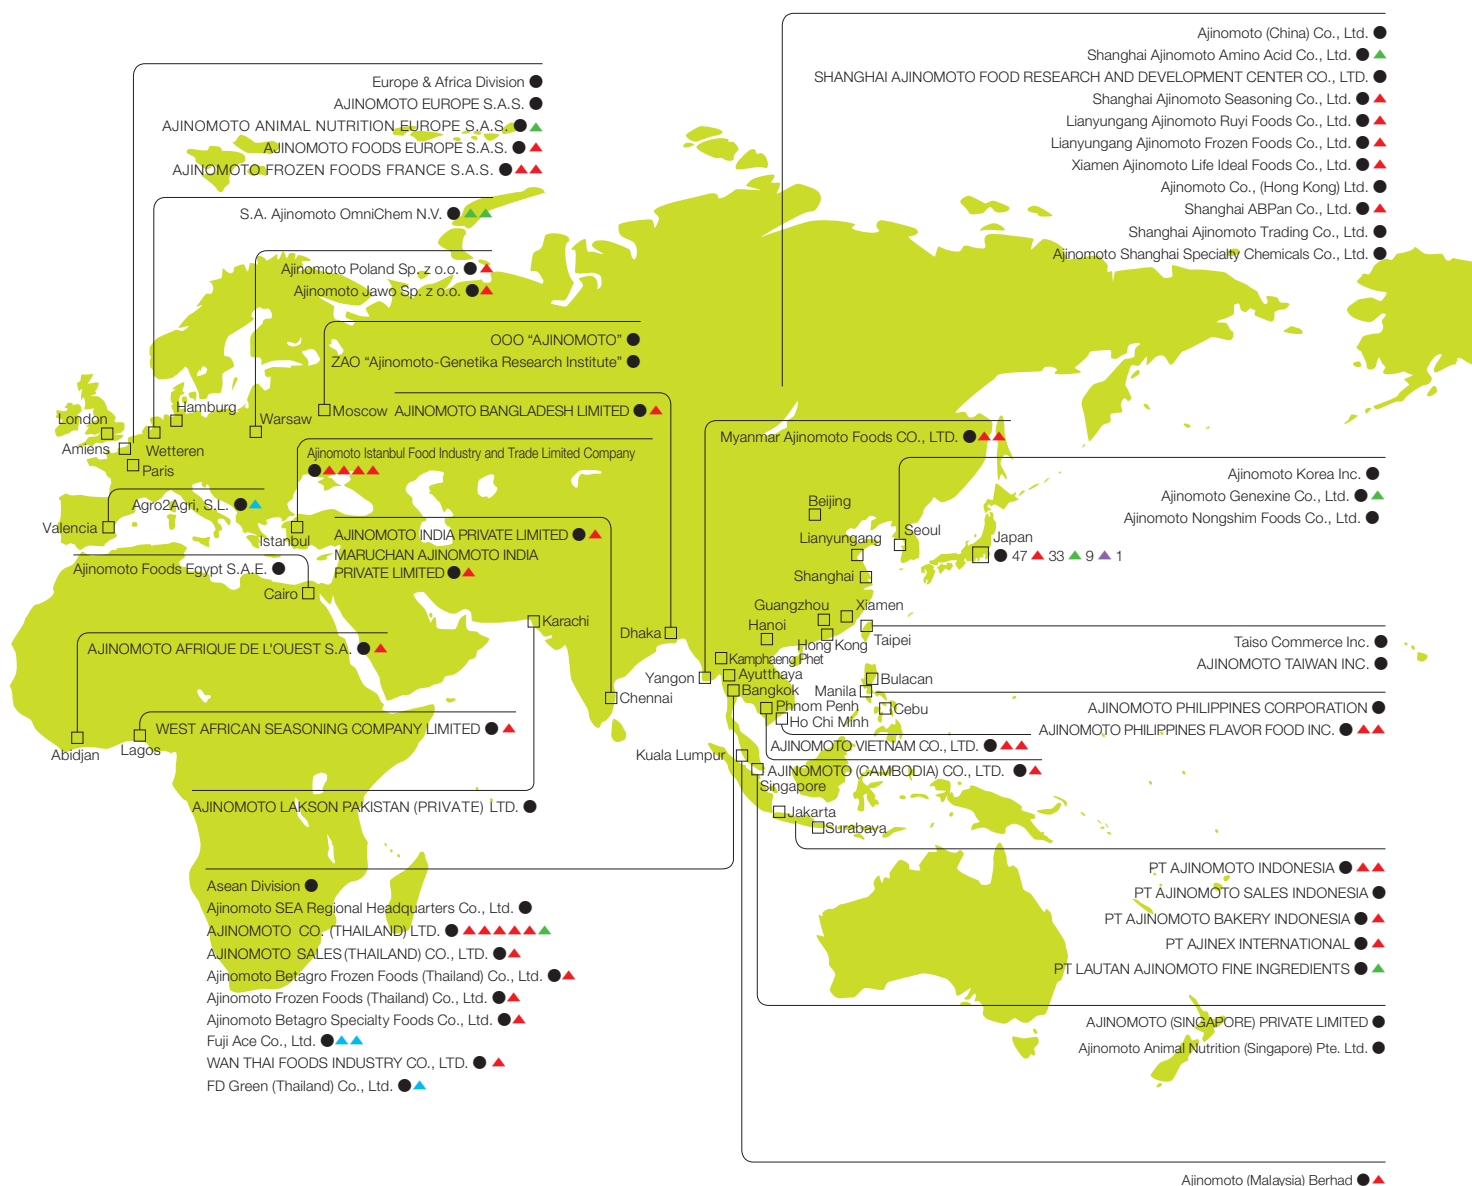 Europe & Africa Division
AJINOMOTO EUROPE S.A.S.
AJINOMOTO ANIMAL NUTRITION EUROPE S.A.S.
AJINOMOTO FOODS EUROPE S.A.S.
AJINOMOTO FROZEN FOODS FRANCE S.A.S.
S.A. Ajinomoto OmniChem N.V.
Ajinomoto Poland Sp. z o.o.
Ajinomoto Jawo Sp. z o.o.
OOO “AJINOMOTO”
ZAO “Ajinomoto-Genetika Research Institute”
Ajinomoto (China) Co., Ltd.
Shanghai Ajinomoto Amino Acid Co., Ltd.
SHANGHAI AJINOMOTO FOOD RESEARCH AND DEVELOPMENT CENTER CO., LTD.
Shanghai Ajinomoto Seasoning Co., Ltd.
Lianyungang Ajinomoto Ruyi Foods Co., Ltd.
Lianyungang Ajinomoto Frozen Foods Co., Ltd.
Xiamen Ajinomoto Life Ideal Foods Co., Ltd.
Ajinomoto Co., (Hong Kong) Ltd.
Shanghai ABPan Co., Ltd.
Shanghai Ajinomoto Trading Co., Ltd.
Ajinomoto Shanghai Specialty Chemicals Co., Ltd.
London
Hamburg
Warsaw
Moscow
AJINOMOTO BANGLADESH LIMITED
Amiens
Wetteren
Paris
Myanmar Ajinomoto Foods CO., LTD.
Ajinomoto Istanbul Food Industry and Trade Limited Company
Ajinomoto Korea Inc.
Ajinomoto Genexine Co., Ltd.
Ajinomoto Nongshim Foods Co., Ltd.
Agro2Agri, S.L.
Valencia
Istanbul
AJINOMOTO INDIA PRIVATE LIMITED
MARUCHAN AJINOMOTO INDIA
PRIVATE LIMITED
Beijing
Lianyungang
Seoul
Japan
47 33 9 1
Shanghai
Ajinomoto Foods Egypt S.A.E.
Cairo
Karachi
Dhaka
Guangzhou
Xiamen
Hanoi
Hong Kong
Taipei
Taiso Commerce Inc.
AJINOMOTO TAIWAN INC.
AJINOMOTO AFRIQUE DE L'OUEST S.A.
Kamphaeng Phet
Yangon
Ayutthaya
Bangkok
Chennai
Bulacan
Manila
Phnom Penh
Cebu
Ho Chi Minh
AJINOMOTO PHILIPPINES CORPORATION
AJINOMOTO PHILIPPINES FLAVOR FOOD INC.
WEST AFRICAN SEASONING COMPANY LIMITED
Abidjan
Lagos
AJINOMOTO VIETNAM CO., LTD.
Kuala Lumpur
AJINOMOTO (CAMBODIA) CO., LTD.
Singapore
AJINOMOTO LAKSON PAKISTAN (PRIVATE) LTD.
Jakarta
Surabaya
Asean Division
Ajinomoto SEA Regional Headquarters Co., Ltd.
AJINOMOTO CO. (THAILAND) LTD.
AJINOMOTO SALES (THAILAND) CO., LTD.
Ajinomoto Betagro Frozen Foods (Thailand) Co., Ltd.
Ajinomoto Frozen Foods (Thailand) Co., Ltd.
Ajinomoto Betagro Specialty Foods Co., Ltd.
Fuji Ace Co., Ltd.
WAN THAI FOODS INDUSTRY CO., LTD.
FD Green (Thailand) Co., Ltd.
PT AJINOMOTO INDONESIA
PT AJINOMOTO SALES INDONESIA
PT AJINOMOTO BAKERY INDONESIA
PT AJINEX INTERNATIONAL
PT LAUTAN AJINOMOTO FINE INGREDIENTS
AJINOMOTO (SINGAPORE) PRIVATE LIMITED
Ajinomoto Animal Nutrition (Singapore) Pte. Ltd.
Ajinomoto (Malaysia) Berhad